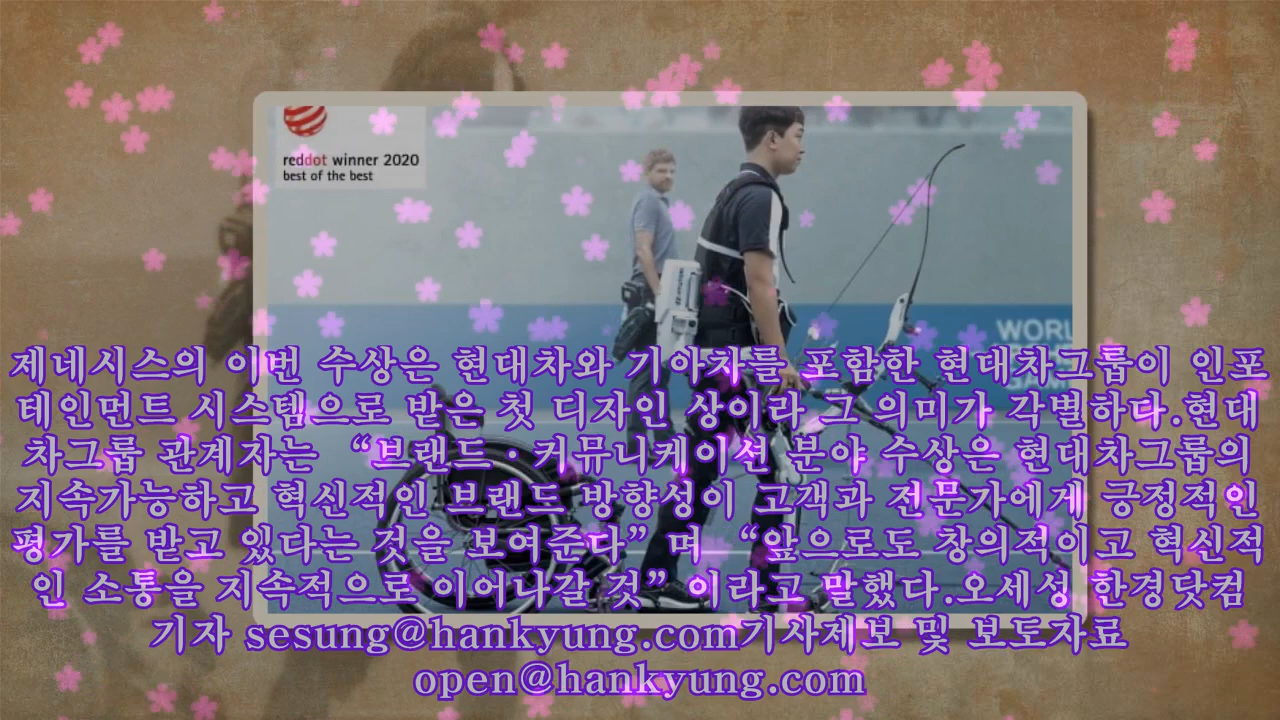 reddot winner 2020
best of the best
WORL
제네시스의 이번 수상은 현대차와 기아차를 포함한 현대차그룹이 인포
테인먼트 시스템으로 받은 첫 디자인 상이라 그 의미가 각별하다.현대
차그룹 관계자는 “브랜드·커뮤니케이션 분야 수상은 현대차그룹의
지속가능하고 혁신적인 브랜드 방향성이 고객과 전문가에게 긍정적인
평가를 받고 있다는 것을 보여준다”며 “앞으로도 창의적이고 혁신적
인 소통을 지속적으로 이어나갈 것”이라고 말했다.오세성 한경닷컴
기자 sesung@hankyung.com기사제보 및 보도자료
open@hankyung.com